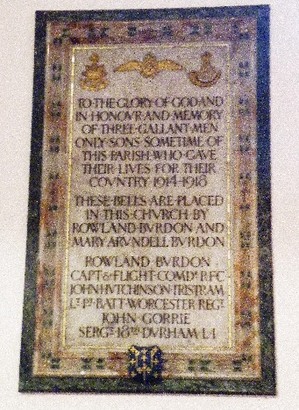 TO·THE·GLORY·OF·GOD·AND
IN·HONOVR·AND·MEMORY
OF·THREE·GALLANT·MEN
ONLY·SONS·SOMETIME·OF
THIS·PARISH·WHO·GAVE
THEIR·LIVES·FOR·THEIR
COVNTRY·1914-1918
THESE·BELLS·ARE·PLACED
IN·THIS·CHVRCH·BY
ROWLAND·BVRDON·AND
MARY·ARVNDELL·BVRDON
ROWLAND·BVRDON
CAPT·&·FLIGHT·COMDR·R·F·C
JOHN·HVTCHINSON·TRISTRAM
LT·BATT·WORCESTER·REGT
JOHN·GORRIE
SERGT·18TH·DVRHAM·L·I